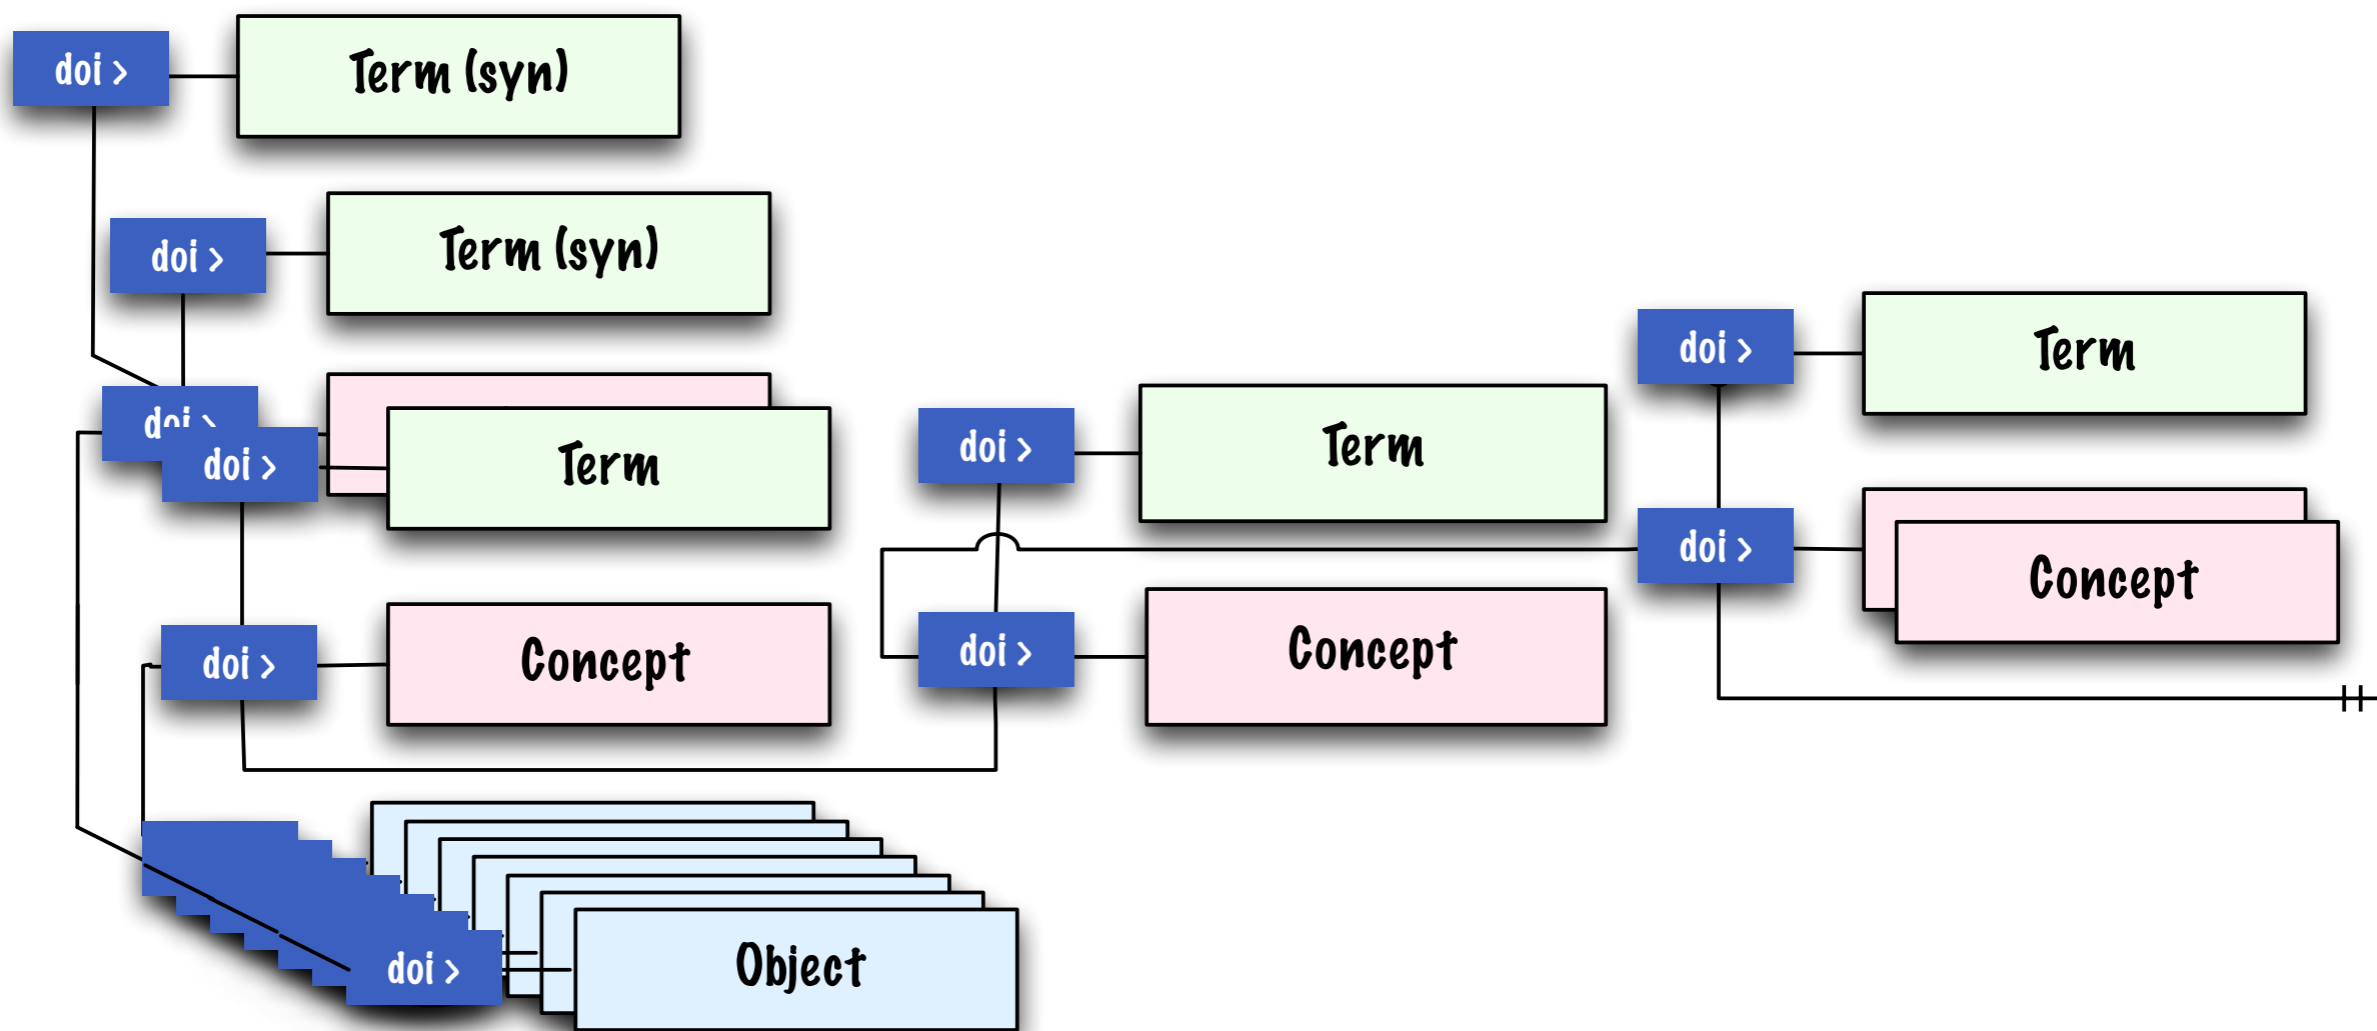 doi >
Term (syn)
doi >
Term (syn)
doi >
doi >
Term
doi >
Concept
doi >
Object
doi >
Term
doi >
Concept
doi >
Term
doi >
Concept